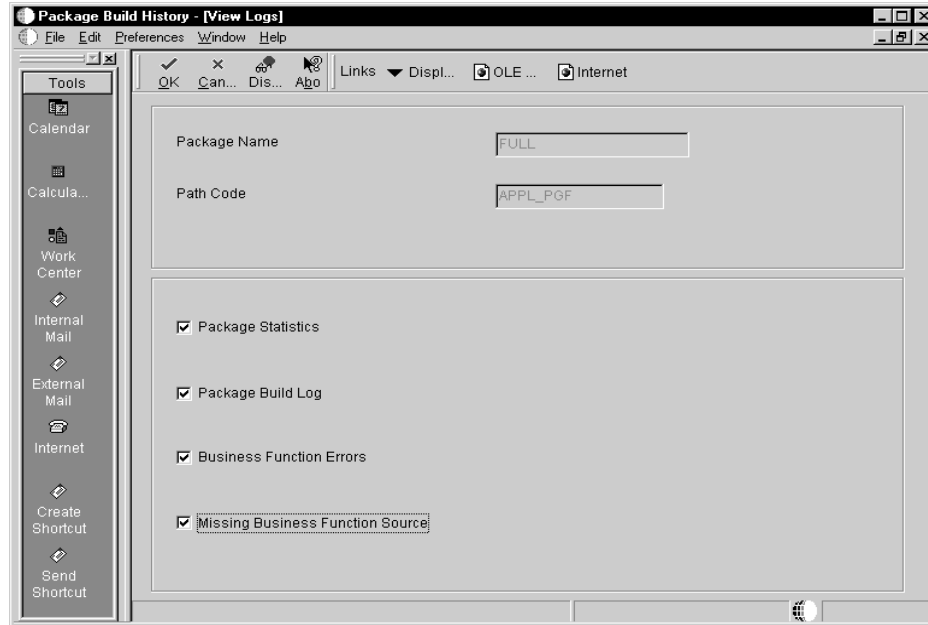 Package Build History - [View Logs]
File Edit Preferences Window Help
Tools
Calendar
Calcula...
Work
Center
Internal
Mail
External
Mail
Internet
Create
Shortcut
Send
Shortcut
OK Can... Dis... Abo Links Displ... OLE ... Internet
Package Name FULL
Path Code APPL_PGF
Package Statistics
Package Build Log
Business Function Errors
Missing Business Function Source